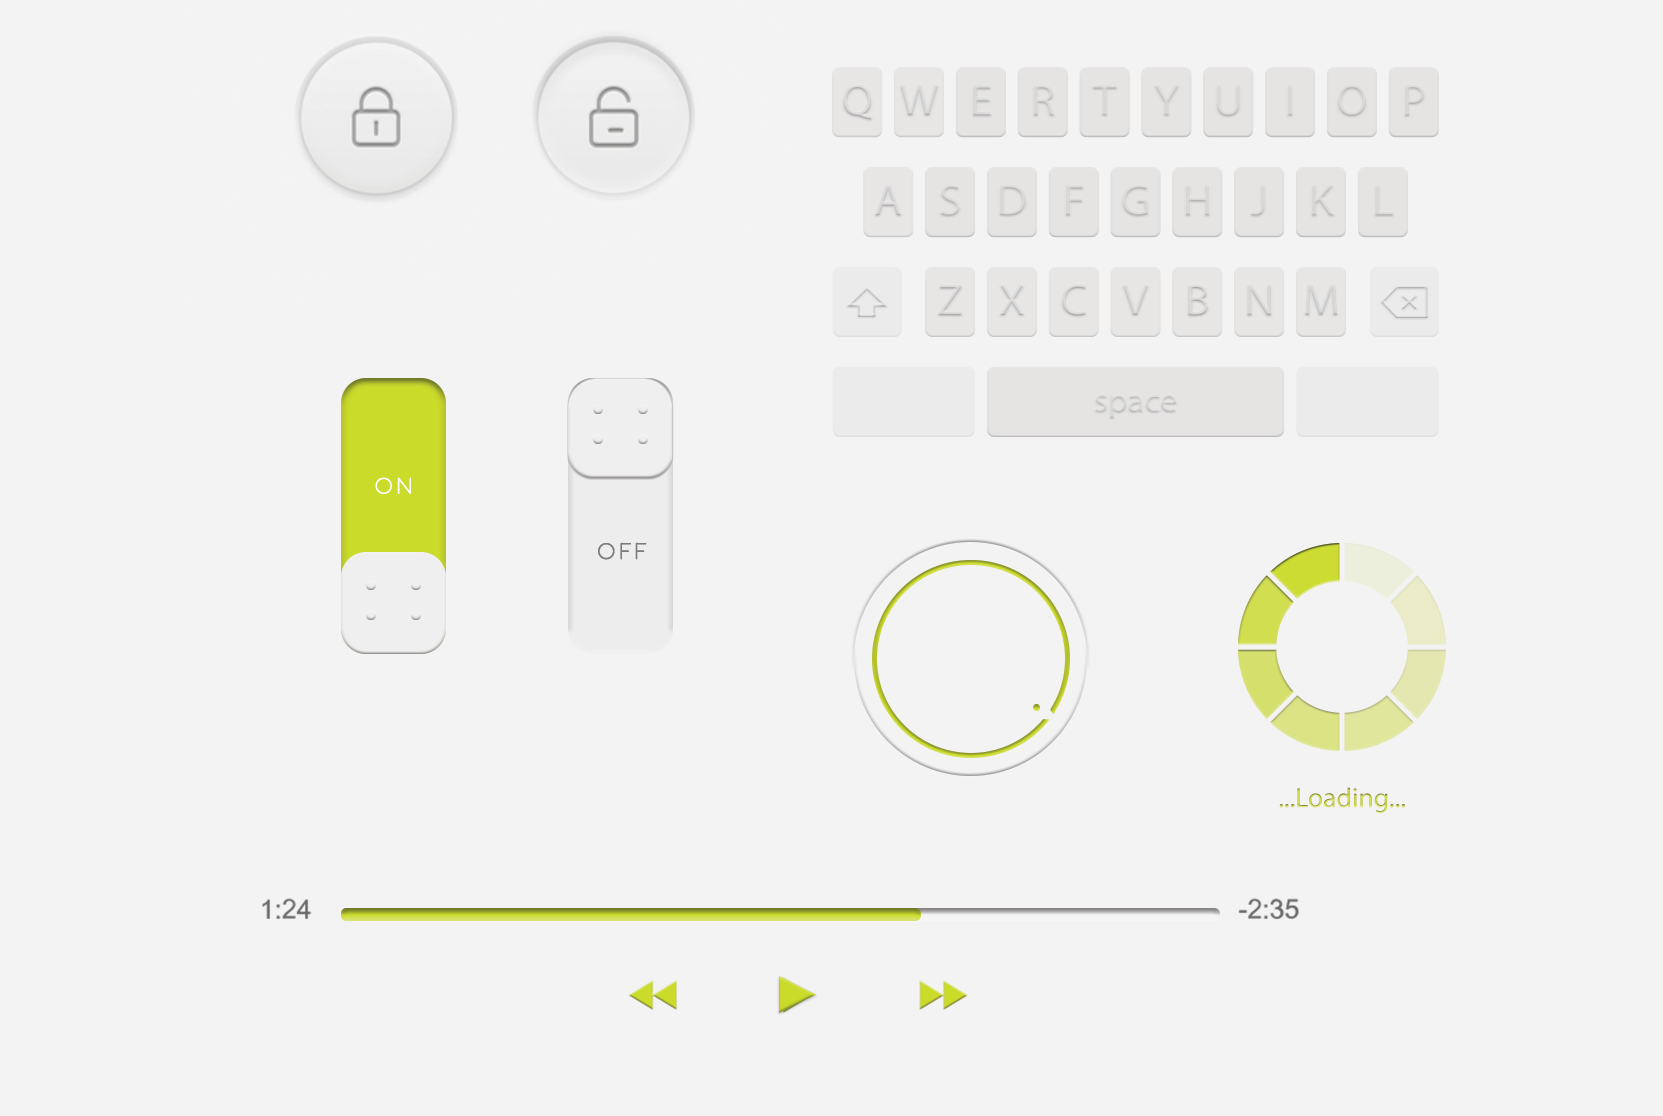 Q W E R T Y U I O P
A S D F G H J K L
Z X C V B N M
space
ON
OFF
...Loading...
1:24
-2:35